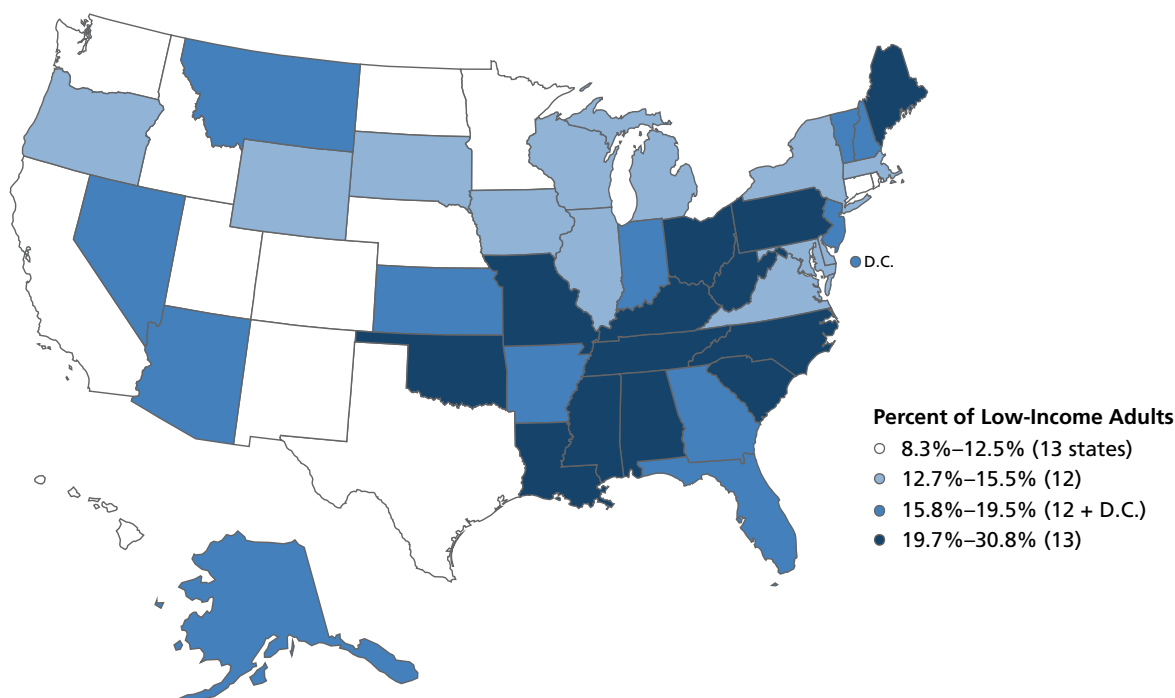 D.C.
Percent of Low-Income Adults
8.3%–12.5% (13 states)
12.7%–15.5% (12)
15.8%–19.5% (12 + D.C.)
19.7%–30.8% (13)